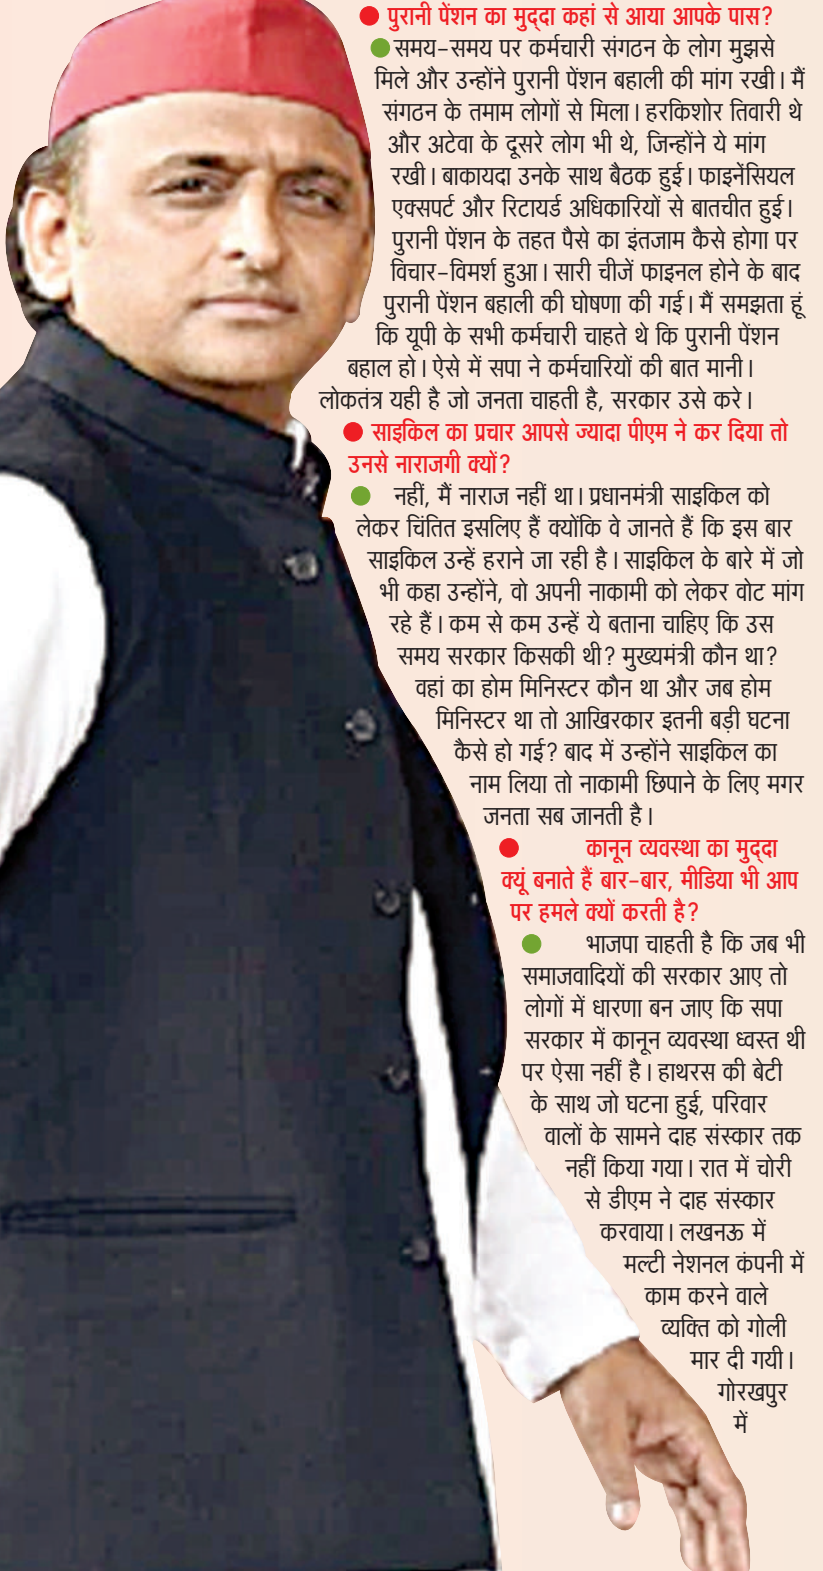 ● पुरानी पेंशन का मुद्दा कहां से आया आपके पास?
● समय-समय पर कर्मचारी संगठन के लोग मुझसे
मिले और उन्होंने पुरानी पेंशन बहाली की मांग रखी। मैं
संगठन के तमाम लोगों से मिला। हरकिशोर तिवारी थे
और अटेवा के दूसरे लोग भी थे, जिन्होंने ये मांग
रखी। बाकायदा उनके साथ बैठक हुई। फाइनेंसियल
एक्सपर्ट और रिटायर्ड अधिकारियों से बातचीत हुई।
पुरानी पेंशन के तहत पैसे का इंतजाम कैसे होगा पर
विचार-विमर्श हुआ। सारी चीजें फाइनल होने के बाद
पुरानी पेंशन बहाली की घोषणा की गई। मैं समझता हूं
कि यूपी के सभी कर्मचारी चाहते थे कि पुरानी पेंशन
बहाल हो। ऐसे में सपा ने कर्मचारियों की बात मानी।
लोकतंत्र यही है जो जनता चाहती है, सरकार उसे करे।
● साइकिल का प्रचार आपसे ज्यादा पीएम ने कर दिया तो
उनसे नाराजगी क्यों?
● नहीं, मैं नाराज नहीं था। प्रधानमंत्री साइकिल को
लेकर चिंतित इसलिए हैं क्योंकि वे जानते हैं कि इस बार
साइकिल उन्हें हराने जा रही है। साइकिल के बारे में जो
भी कहा उन्होंने, वो अपनी नाकामी को लेकर वोट मांग
रहे हैं। कम से कम उन्हें ये बताना चाहिए कि उस
समय सरकार किसकी थी? मुख्यमंत्री कौन था?
वहां का होम मिनिस्टर कौन था और जब होम
मिनिस्टर था तो आखिरकार इतनी बड़ी घटना
कैसे हो गई? बाद में उन्होंने साइकिल का
नाम लिया तो नाकामी छिपाने के लिए मगर
जनता सब जानती है।
● कानून व्यवस्था का मुद्दा
क्यूं बनाते हैं बार-बार, मीडिया भी आप
पर हमले क्यों करती है?
● भाजपा चाहती है कि जब भी
समाजवादियों की सरकार आए तो
लोगों में धारणा बन जाए कि सपा
सरकार में कानून व्यवस्था ध्वस्त थी
पर ऐसा नहीं है। हाथरस की बेटी
के साथ जो घटना हुई, परिवार
वालों के सामने दाह संस्कार तक
नहीं किया गया। रात में चोरी
से डीएम ने दाह संस्कार
करवाया। लखनऊ में
मल्टी नेशनल कंपनी में
काम करने वाले
व्यक्ति को गोली
मार दी गयी।
गोरखपुर
में